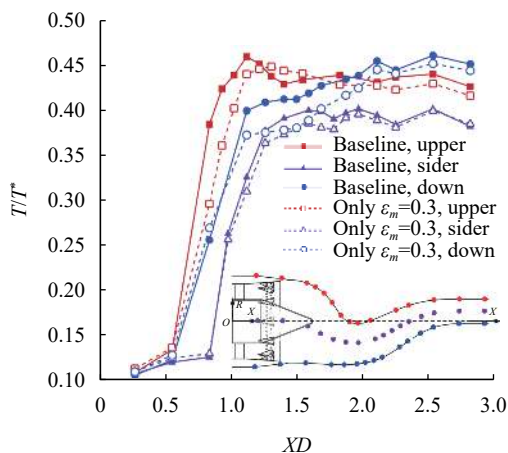 0.50
0.45
0.40
0.35
0.30
0.25
0.20
0.15
0.10
T/T*
Baseline, upper
Baseline, sider
Baseline, down
Only εm=0.3, upper
Only εm=0.3, sider
Only εm=0.3, down
R
X
O
X
0 0.5 1.0 1.5 2.0 2.5 3.0
XD